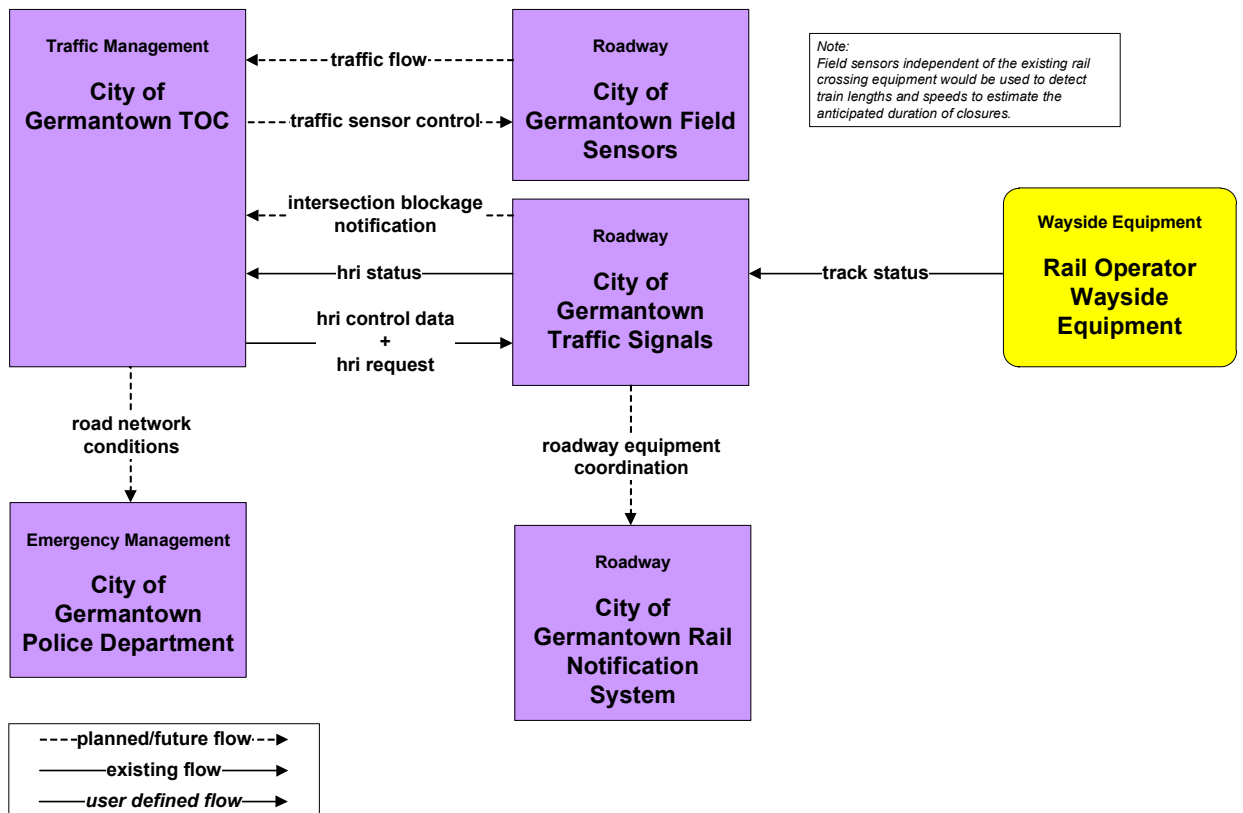 Traffic Management
City of
Germantown TOC
traffic flow
traffic sensor control
Roadway
City of
Germantown Field
Sensors
Note:
Field sensors independent of the existing rail
crossing equipment would be used to detect
train lengths and speeds to estimate the
anticipated duration of closures.
intersection blockage
notification
hri status
hri control data
+
hri request
Roadway
City of
Germantown
Traffic Signals
track status
Wayside Equipment
Rail Operator
Wayside
Equipment
road network
conditions
roadway equipment
coordination
Emergency Management
City of
Germantown
Police Department
Roadway
City of
Germantown Rail
Notification
System
planned/future flow
existing flow
user defined flow